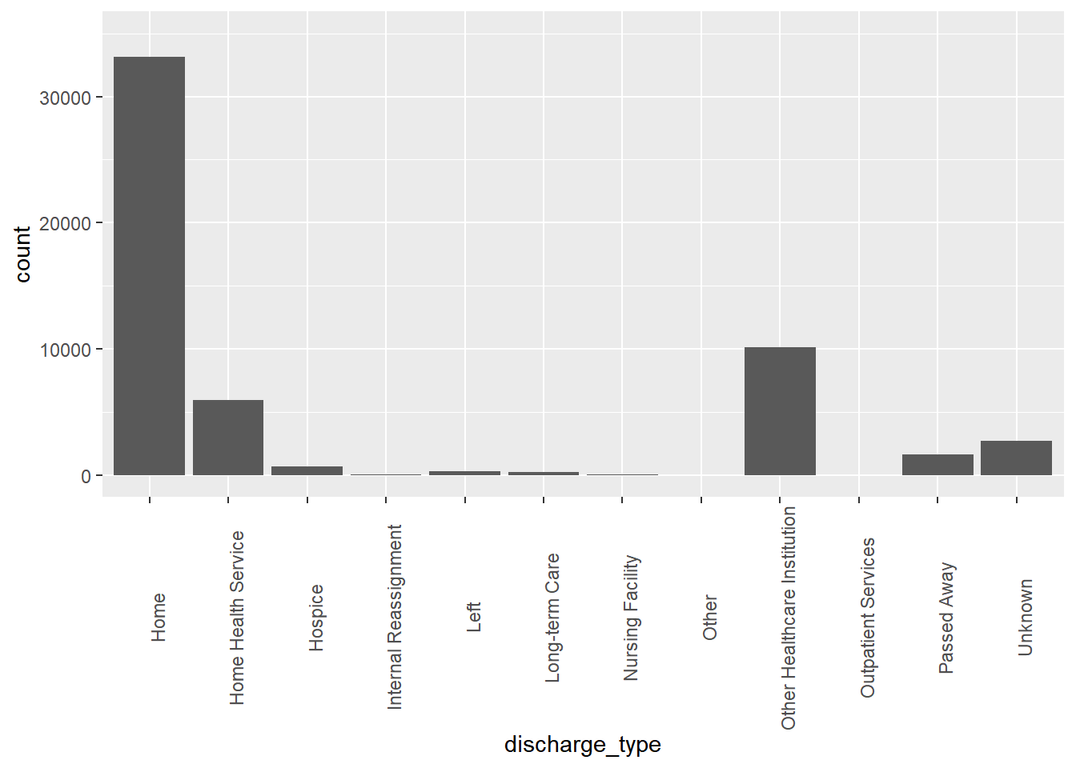 30000
20000
10000
0
count
Home
Home Health Service
Hospice
Internal Reassignment
Left
Long-term Care
Nursing Facility
Other
Other Healthcare Institution
Outpatient Services
Passed Away
Unknown
discharge_type